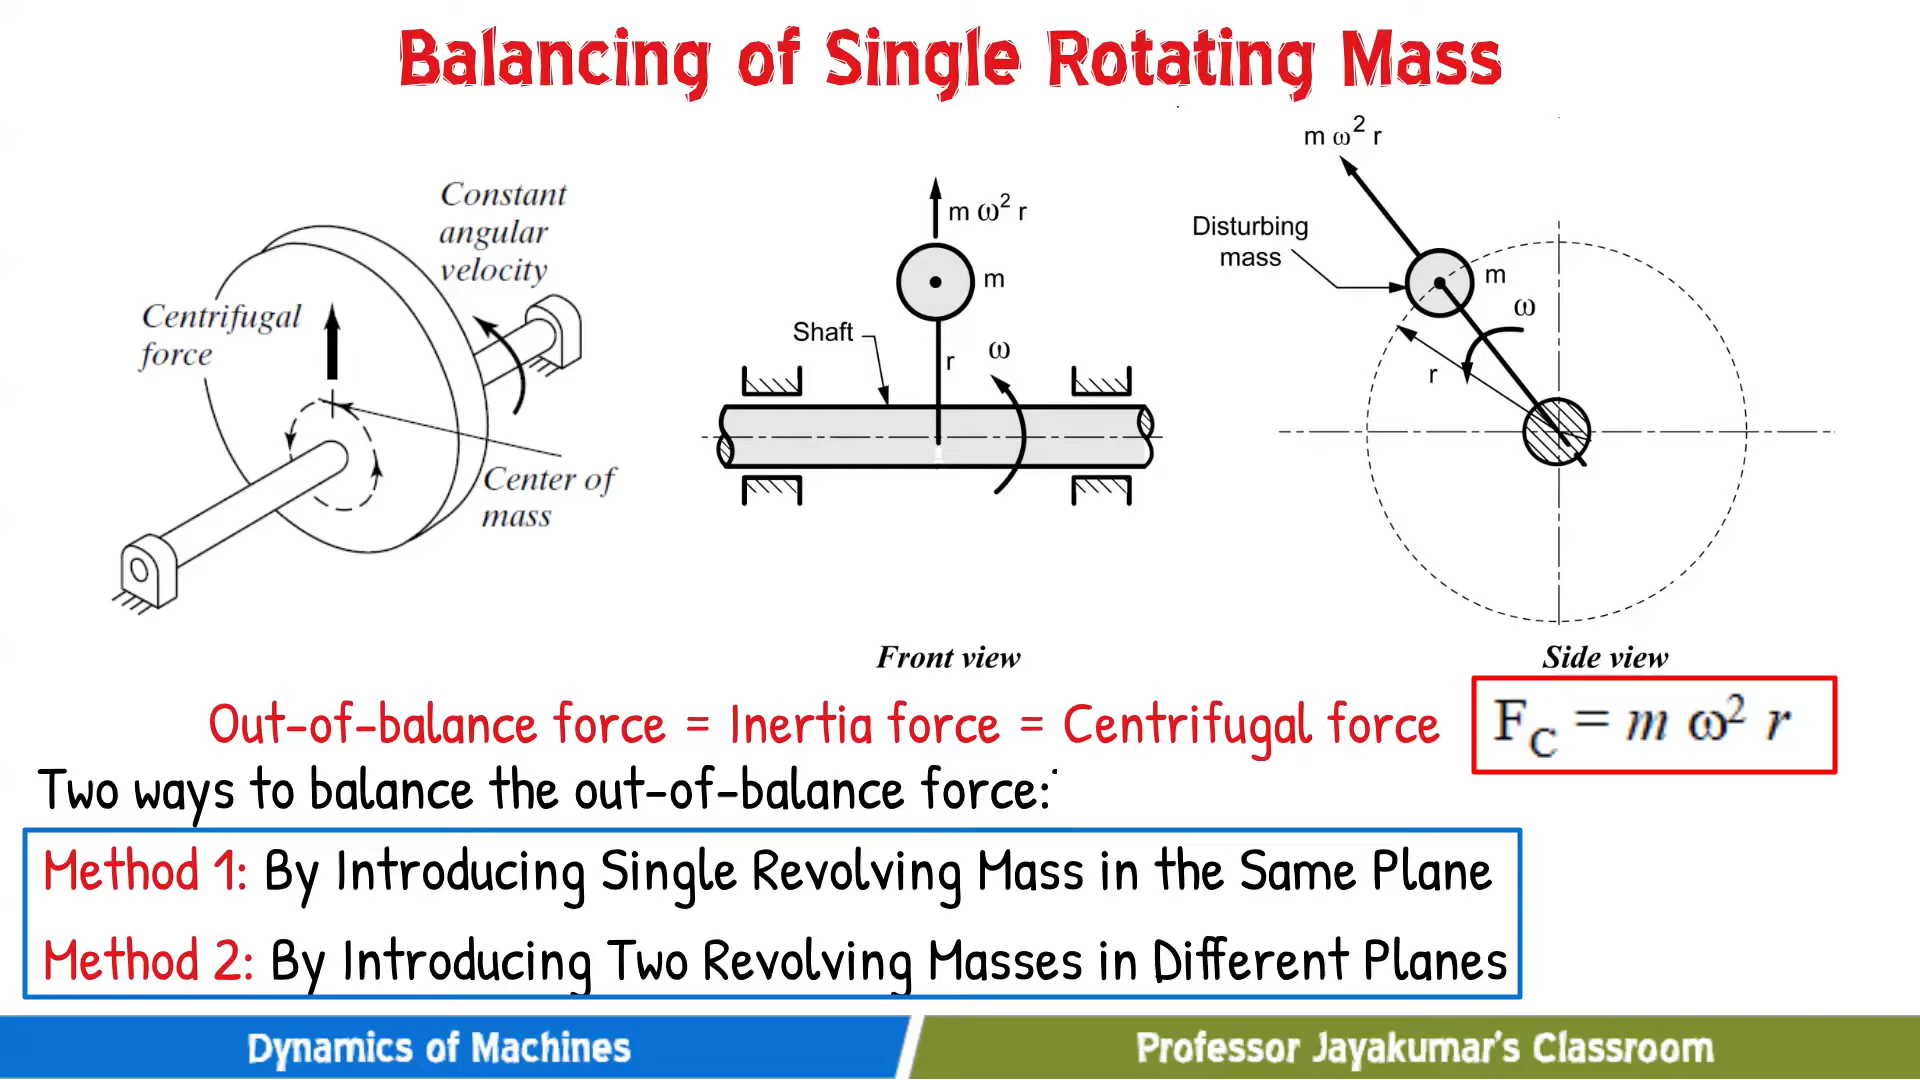 Balancing of Single Rotating Mass
Constant
angular
velocity
Centrifugal
force
Center of
mass
m ω² r
m
Shaft
r
ω
Front view
m ω² r
Disturbing
mass
m
ω
r
Side view
Out-of-balance force = Inertia force = Centrifugal force
F_C = m ω² r
Two ways to balance the out-of-balance force:
Method 1: By Introducing Single Revolving Mass in the Same Plane
Method 2: By Introducing Two Revolving Masses in Different Planes
Dynamics of Machines
Professor Jayakumar's Classroom